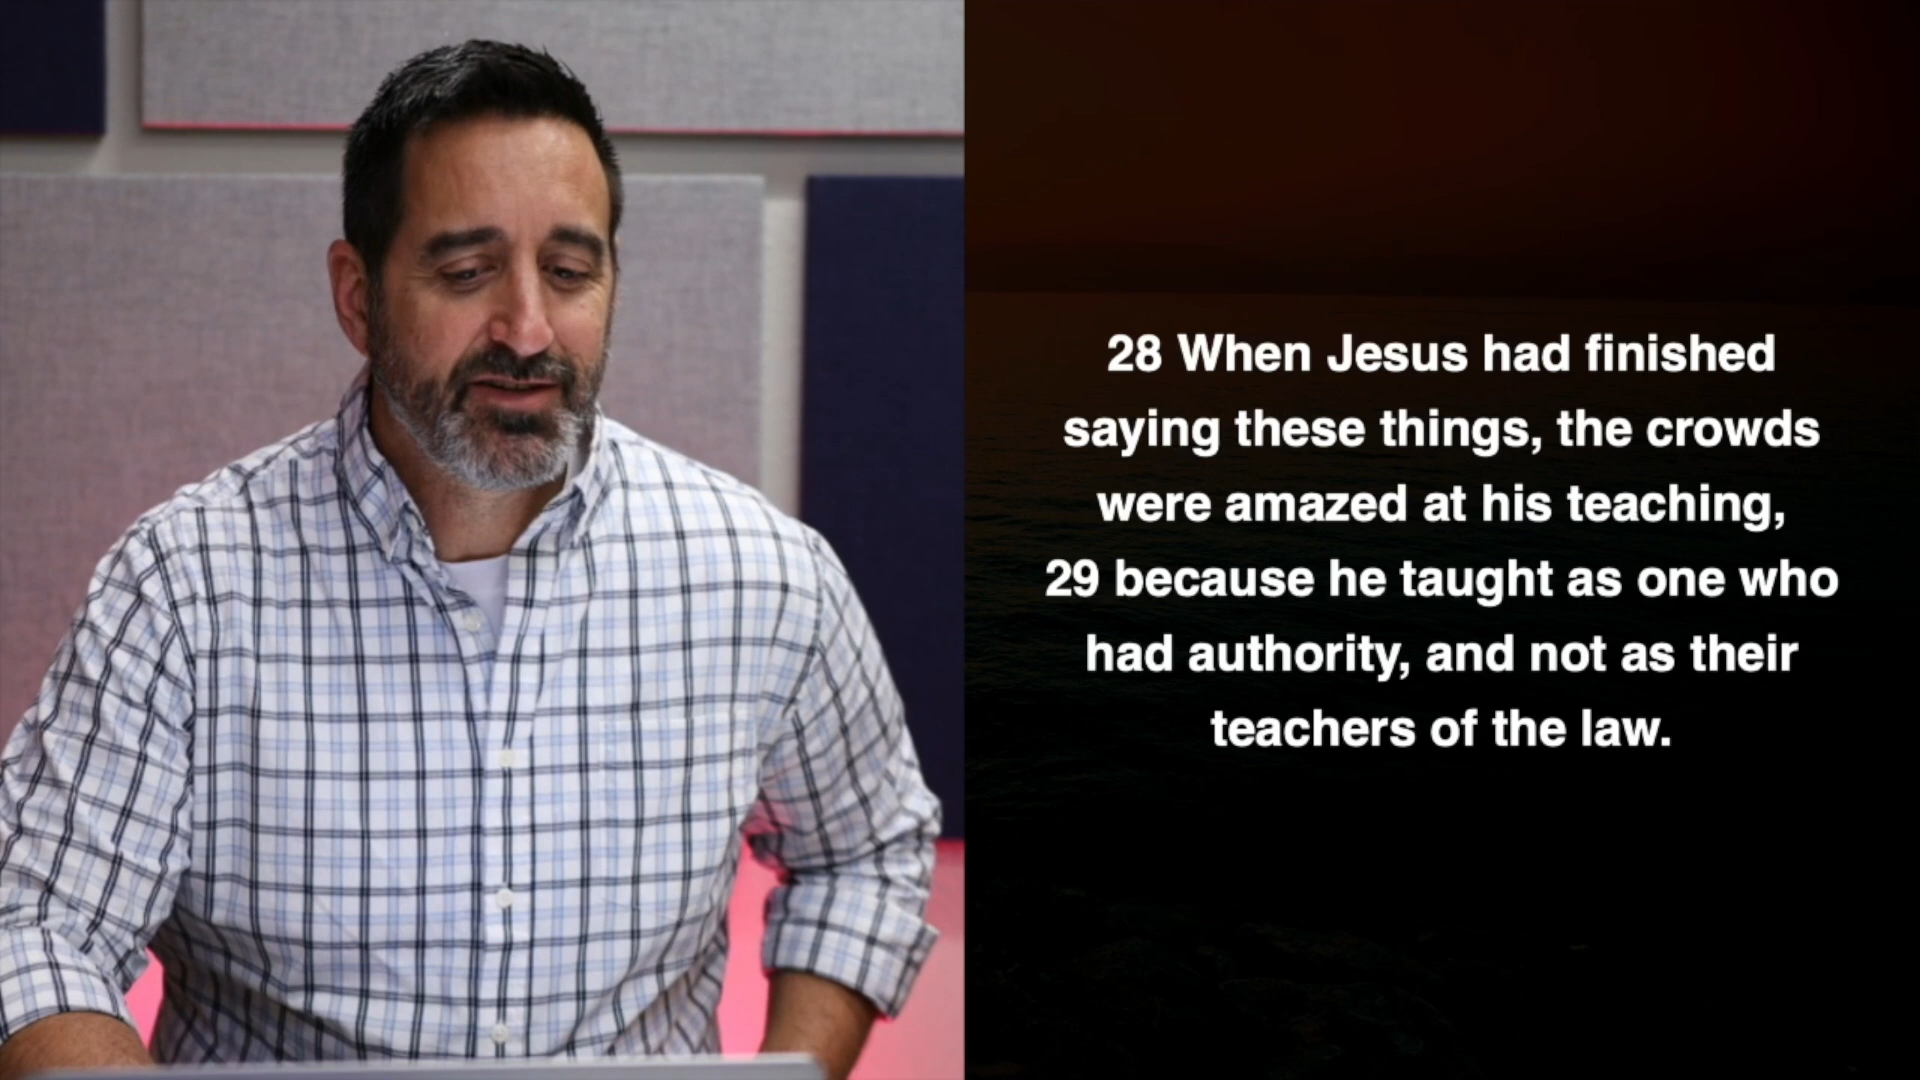 28 When Jesus had finished
saying these things, the crowds
were amazed at his teaching,
29 because he taught as one who
had authority, and not as their
teachers of the law.